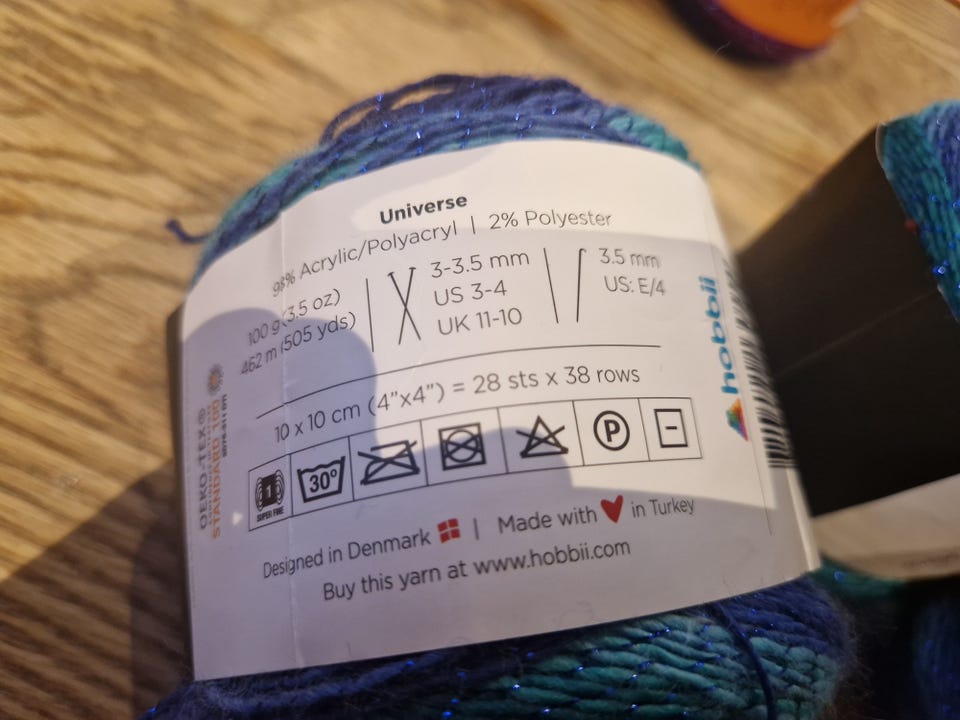 Universe
98% Acrylic/Polyacryl | 2% Polyester
100 g (3,5 oz)
462 m (505 yds)
3-3.5 mm
US 3-4
UK 11-10
3.5 mm
US: E/4
10 x 10 cm (4"x4") = 28 sts x 38 rows
1
SUPER FINE
30°
P
Designed in Denmark | Made with in Turkey
Buy this yarn at www.hobbii.com
hobbii
OEKO-TEX®
STANDARD 100